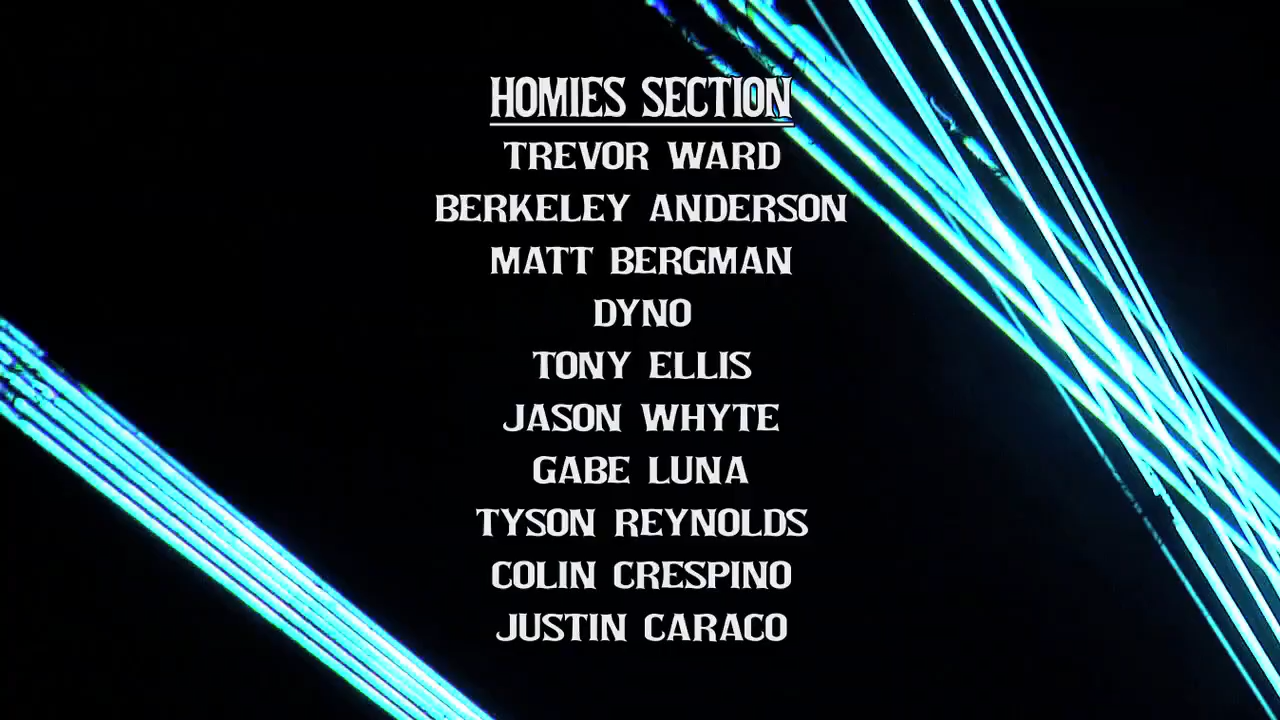 HOMIES SECTION
TREVOR WARD
BERKELEY ANDERSON
MATT BERGMAN
DYNO
TONY ELLIS
JASON WHYTE
GABE LUNA
TYSON REYNOLDS
COLIN CRESPINO
JUSTIN CARACO